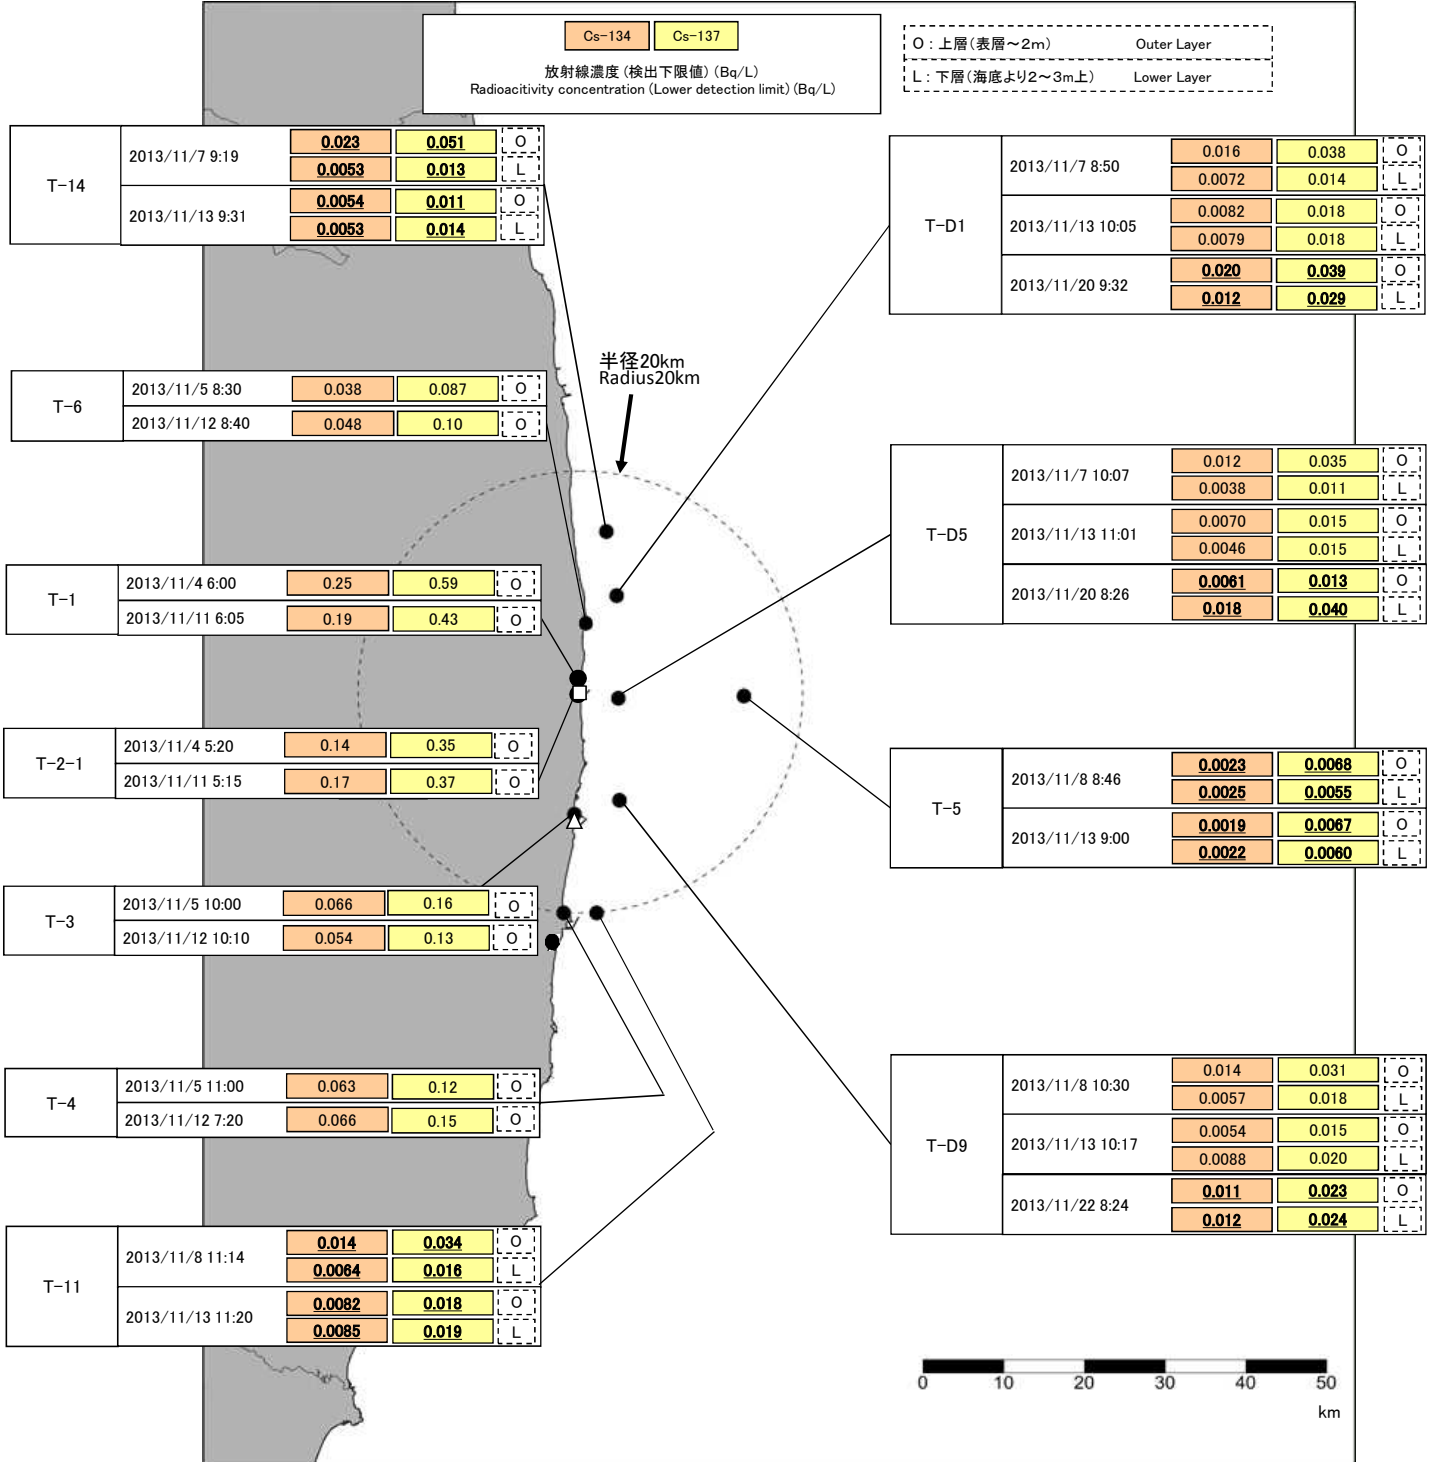 Cs-134 Cs-137
放射線濃度(検出下限値)(Bq/L)
Radioacitivity concentration(Lower detection limit)(Bq/L)
O：上層(表層～2m) Outer Layer
L：下層(海底より2～3m上) Lower Layer
T-14
2013/11/7 9:19
0.023 0.051 O
0.0053 0.013 L
2013/11/13 9:31
0.0054 0.011 O
0.0053 0.014 L
T-6
2013/11/5 8:30 0.038 0.087 O
2013/11/12 8:40 0.048 0.10 O
T-1
2013/11/4 6:00 0.25 0.59 O
2013/11/11 6:05 0.19 0.43 O
T-2-1
2013/11/4 5:20 0.14 0.35 O
2013/11/11 5:15 0.17 0.37 O
T-3
2013/11/5 10:00 0.066 0.16 O
2013/11/12 10:10 0.054 0.13 O
T-4
2013/11/5 11:00 0.063 0.12 O
2013/11/12 7:20 0.066 0.15 O
T-11
2013/11/8 11:14
0.014 0.034 O
0.0064 0.016 L
2013/11/13 11:20
0.0082 0.018 O
0.0085 0.019 L
半径20km
Radius20km
T-D1
2013/11/7 8:50
0.016 0.038 O
0.0072 0.014 L
2013/11/13 10:05
0.0082 0.018 O
0.0079 0.018 L
2013/11/20 9:32
0.020 0.039 O
0.012 0.029 L
T-D5
2013/11/7 10:07
0.012 0.035 O
0.0038 0.011 L
2013/11/13 11:01
0.0070 0.015 O
0.0046 0.015 L
2013/11/20 8:26
0.0061 0.013 O
0.018 0.040 L
T-5
2013/11/8 8:46
0.0023 0.0068 O
0.0025 0.0055 L
2013/11/13 9:00
0.0019 0.0067 O
0.0022 0.0060 L
T-D9
2013/11/8 10:30
0.014 0.031 O
0.0057 0.018 L
2013/11/13 10:17
0.0054 0.015 O
0.0088 0.020 L
2013/11/22 8:24
0.011 0.023 O
0.012 0.024 L
0 10 20 30 40 50
km